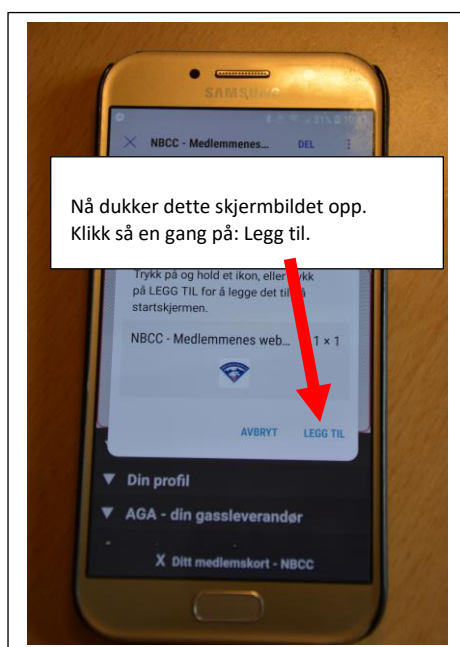 SAMSUNG
NBCC - Medlemmenes... DEL
Nå dukker dette skjermbildet opp.
Klikk så en gang på: Legg til.
Trykk på og hold et ikon, eller trykk
på LEGG TIL for å legge det til på
startskjermen.
NBCC - Medlemmenes web... 1 × 1
AVBRYT LEGG TIL
Din profil
AGA - din gassleverandør
X Ditt medlemskort - NBCC